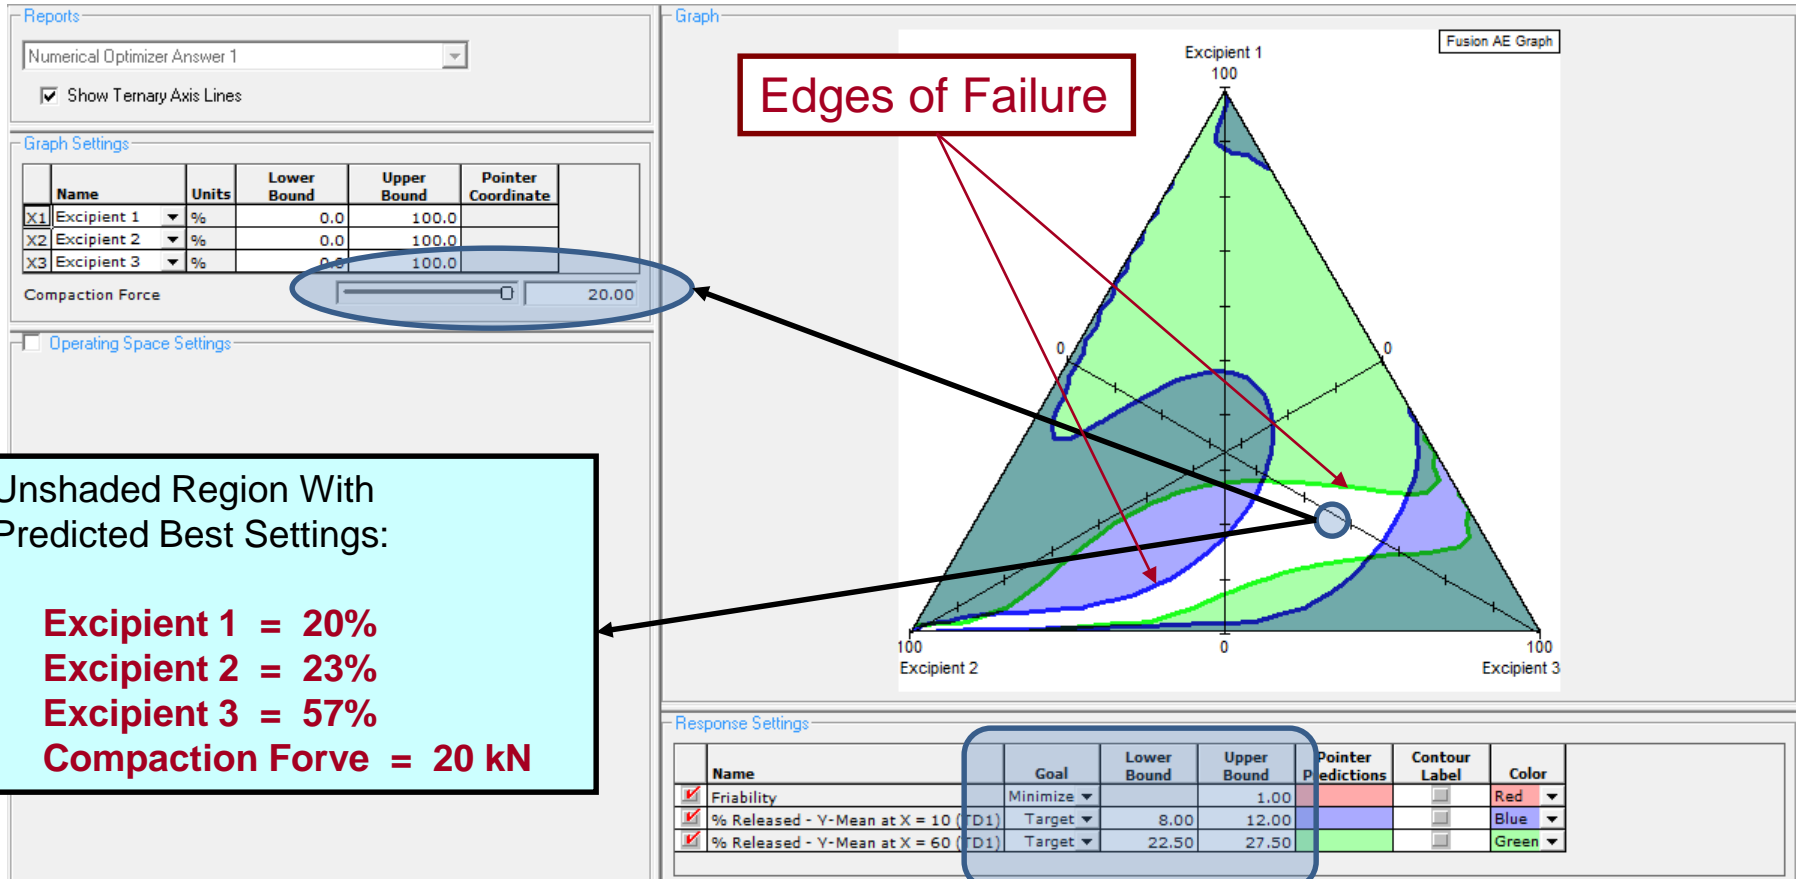 Reports
Numerical Optimizer Answer 1
Show Ternary Axis Lines
Graph Settings
Name Units Lower Bound Upper Bound Pointer Coordinate
X1 Excipient 1 % 0.0 100.0
X2 Excipient 2 % 0.0 100.0
X3 Excipient 3 % 0.0 100.0
Compaction Force 20.00
Operating Space Settings
Unshaded Region With
Predicted Best Settings:
Excipient 1 = 20%
Excipient 2 = 23%
Excipient 3 = 57%
Compaction Forve = 20 kN
Graph
Fusion AE Graph
Edges of Failure
Excipient 1
100
0 0
100 0 100
Excipient 2 Excipient 3
Response Settings
Name Goal Lower Bound Upper Bound Pointer Predictions Contour Label Color
Friability Minimize 1.00 Red
% Released - Y-Mean at X = 10 (TD1) Target 8.00 12.00 Blue
% Released - Y-Mean at X = 60 (TD1) Target 22.50 27.50 Green